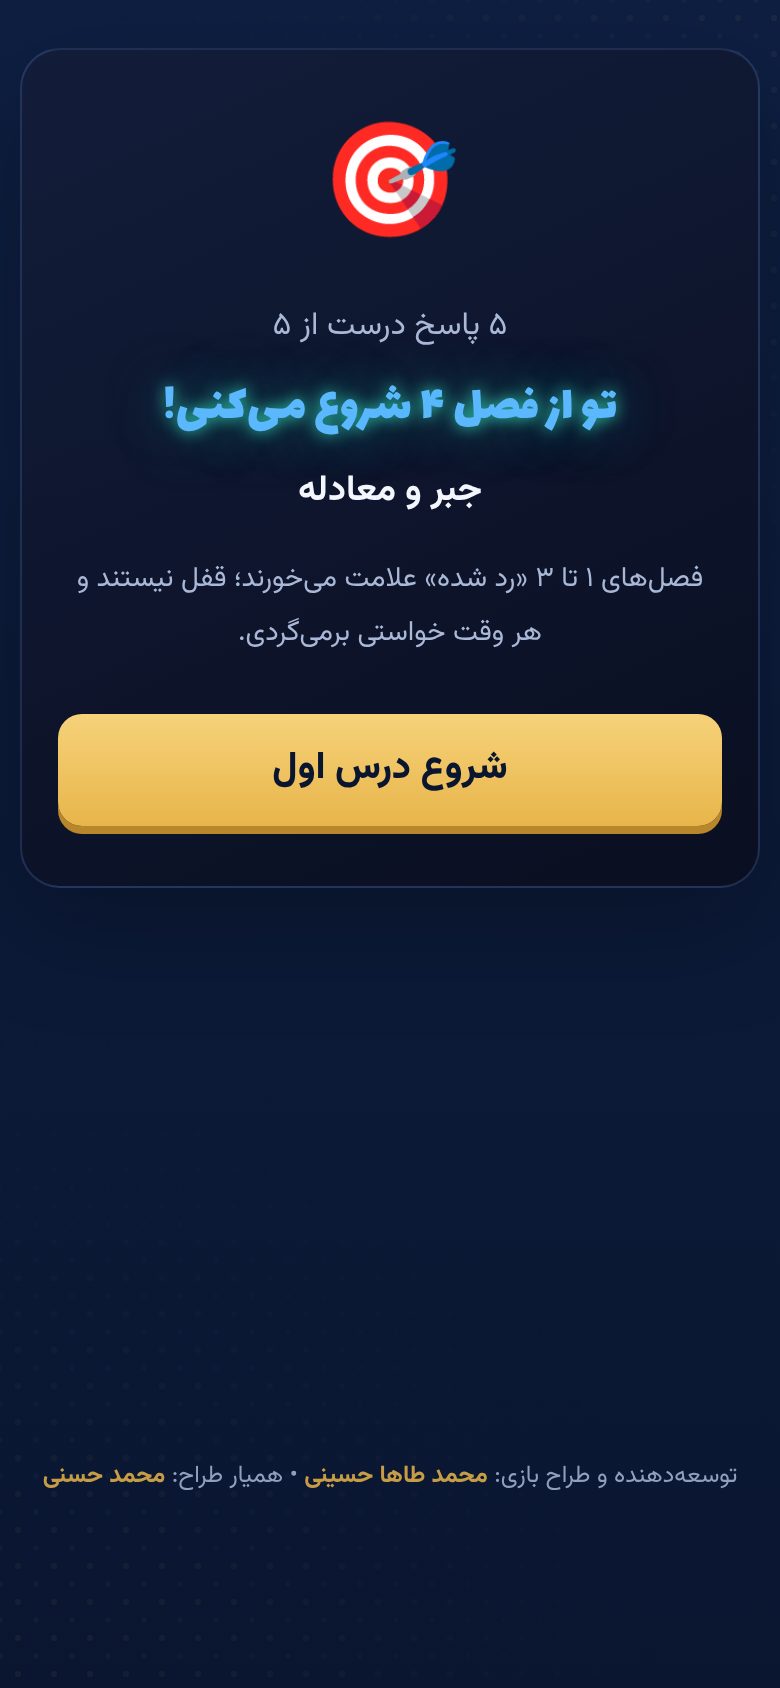 ۵ پاسخ درست از ۵
تو از فصل ۴ شروع می‌کنی!
جبر و معادله
فصل‌های ۱ تا ۳ «رد شده» علامت می‌خورند؛ قفل نیستند و
هر وقت خواستی برمی‌گردی.
شروع درس اول
توسعه‌دهنده و طراح بازی: محمد طاها حسینی • همیار طراح: محمد حسنی